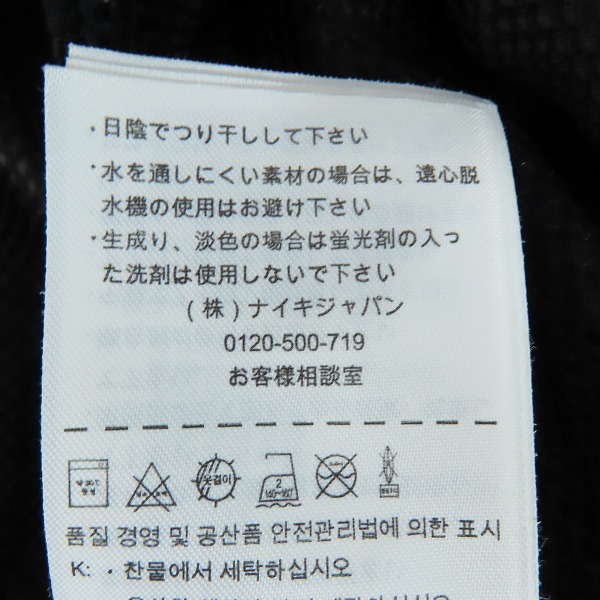 ・日陰でつり干しして下さい
・水を通しにくい素材の場合は、遠心脱
水機の使用はお避け下さい
・生成り、淡色の場合は蛍光剤の入っ
た洗剤は使用しないで下さい
(株)ナイキジャパン
0120-500-719
お客様相談室
옷걸이
2
품질 경영 및 공산품 안전관리법에 의한 표시
K: ・찬물에서 세탁하십시오